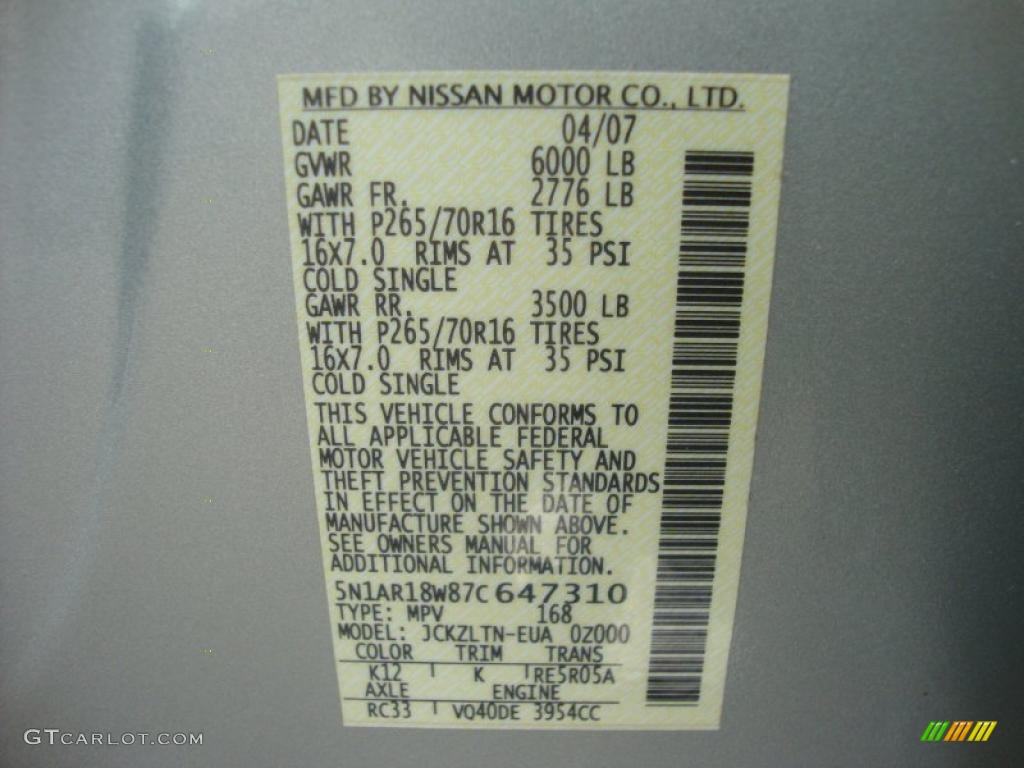 MFD BY NISSAN MOTOR CO., LTD.
DATE 04/07
GVWR 6000 LB
GAWR FR. 2776 LB
WITH P265/70R16 TIRES
16X7.0 RIMS AT 35 PSI
COLD SINGLE
GAWR RR. 3500 LB
WITH P265/70R16 TIRES
16X7.0 RIMS AT 35 PSI
COLD SINGLE
THIS VEHICLE CONFORMS TO
ALL APPLICABLE FEDERAL
MOTOR VEHICLE SAFETY AND
THEFT PREVENTION STANDARDS
IN EFFECT ON THE DATE OF
MANUFACTURE SHOWN ABOVE.
SEE OWNERS MANUAL FOR
ADDITIONAL INFORMATION.
5N1AR18W87C647310
TYPE: MPV 168
MODEL: JCKZLTN-EUA 0Z000
COLOR TRIM TRANS
K12 K RE5R05A
AXLE ENGINE
RC33 VQ40DE 3954CC
GTCARLOT.COM